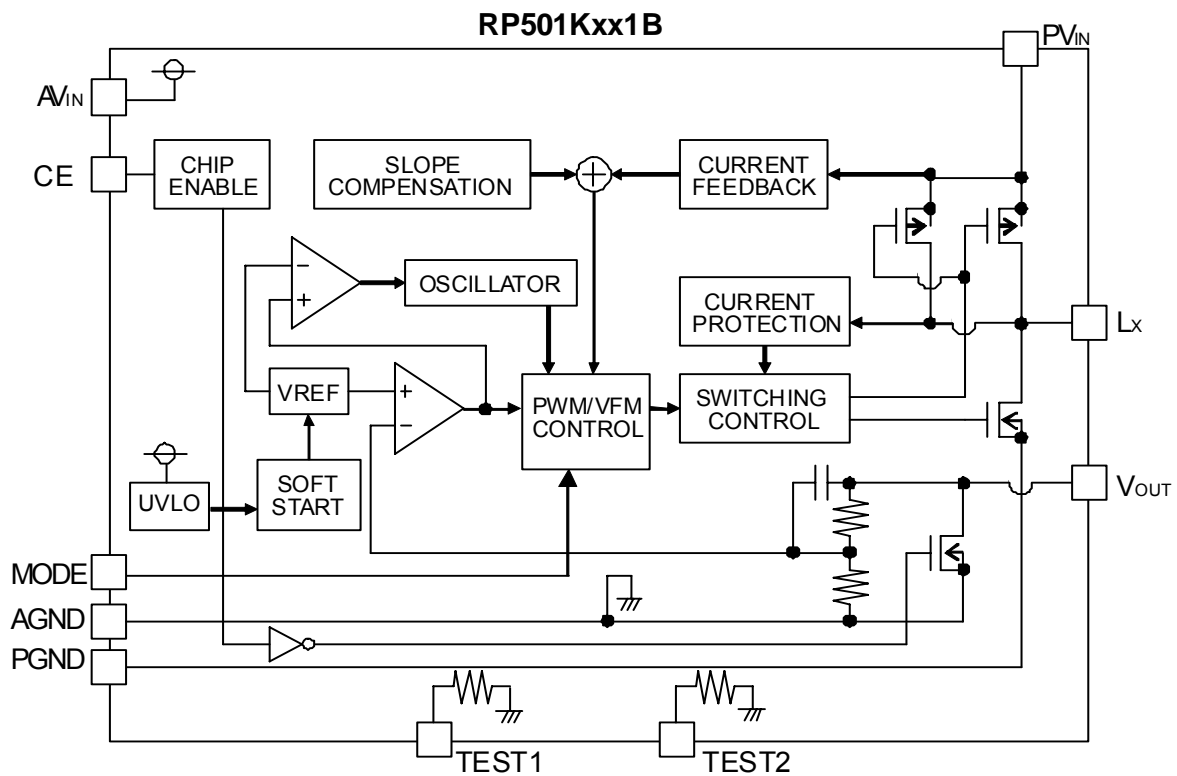 RP501Kxx1B
PVIN
AVIN
CE
CHIP
ENABLE
SLOPE
COMPENSATION
+
CURRENT
FEEDBACK
−
+
OSCILLATOR
CURRENT
PROTECTION
LX
VREF
+
−
PWM/VFM
CONTROL
SWITCHING
CONTROL
UVLO
SOFT
START
VOUT
MODE
AGND
PGND
TEST1
TEST2